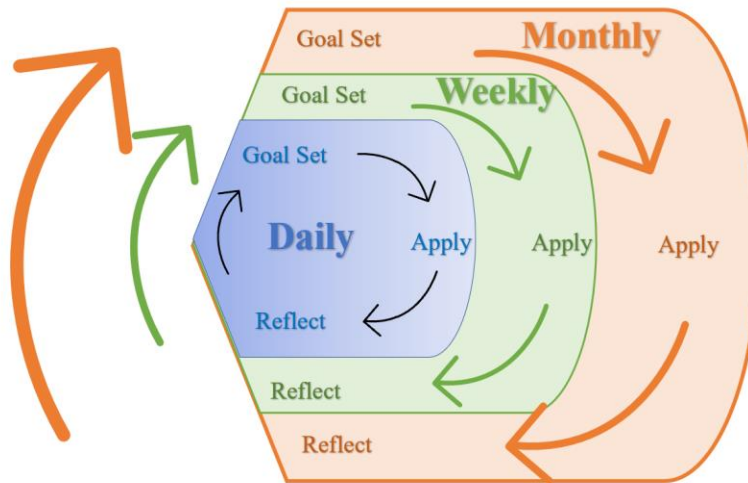 Goal Set
Monthly
Goal Set
Weekly
Goal Set
Daily
Apply
Apply
Apply
Reflect
Reflect
Reflect